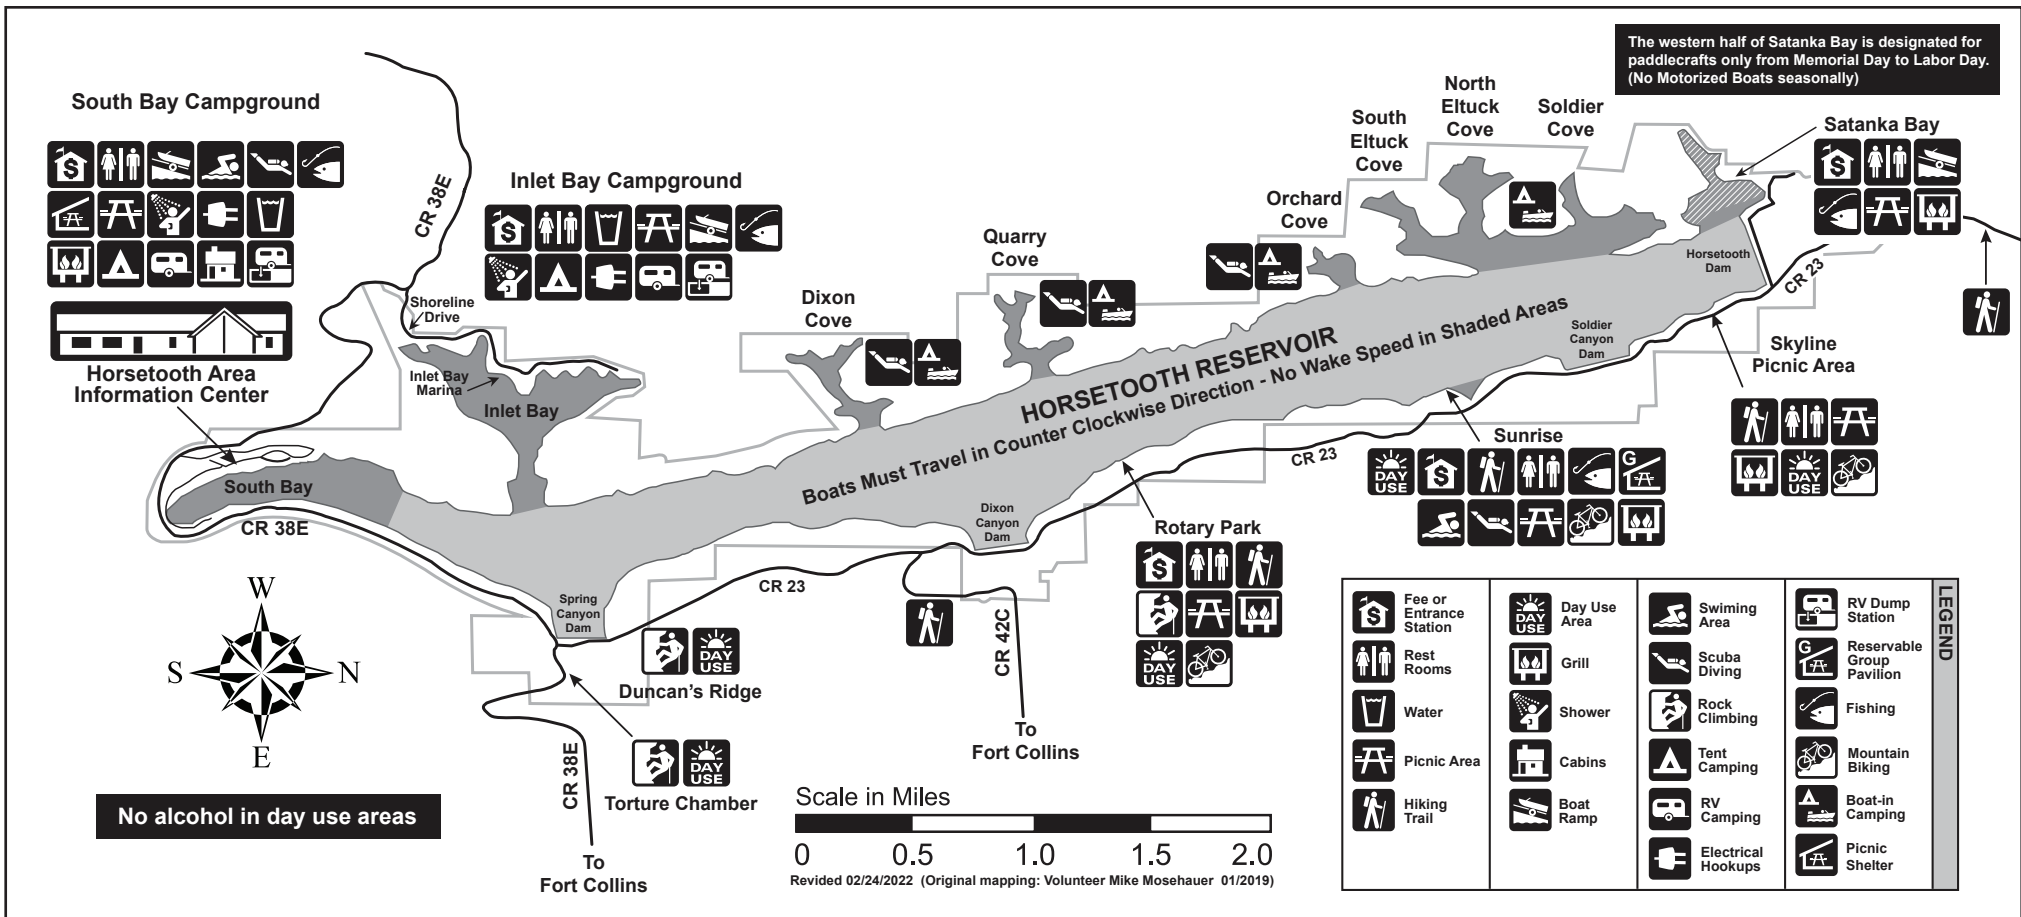 The western half of Satanka Bay is designated for
paddlecrafts only from Memorial Day to Labor Day.
(No Motorized Boats seasonally)
South Bay Campground
$
Horsetooth Area
Information Center
South Bay
CR 38E
CR 38E
Shoreline
Drive
Inlet Bay Campground
$
Inlet Bay
Marina
Inlet Bay
Dixon
Cove
Quarry
Cove
Orchard
Cove
South
Eltuck
Cove
North
Eltuck
Cove
Soldier
Cove
Satanka Bay
$
Horsetooth
Dam
CR 23
HORSETOOTH RESERVOIR
Boats Must Travel in Counter Clockwise Direction - No Wake Speed in Shaded Areas
Soldier
Canyon
Dam
Skyline
Picnic Area
DAY
USE
Sunrise
DAY
USE
$
G
CR 23
Dixon
Canyon
Dam
Rotary Park
$
DAY
USE
CR 23
Spring
Canyon
Dam
DAY
USE
Duncan's Ridge
DAY
USE
Torture Chamber
CR 38E
To
Fort Collins
CR 42C
To
Fort Collins
W
S
N
E
No alcohol in day use areas
Scale in Miles
0 0.5 1.0 1.5 2.0
Revided 02/24/2022 (Original mapping: Volunteer Mike Mosehauer 01/2019)
LEGEND
$
Fee or
Entrance
Station
Rest
Rooms
Water
Picnic Area
Hiking
Trail
DAY
USE
Day Use
Area
Grill
Shower
Cabins
Boat
Ramp
Swiming
Area
Scuba
Diving
Rock
Climbing
Tent
Camping
RV
Camping
Electrical
Hookups
RV Dump
Station
G
Reservable
Group
Pavilion
Fishing
Mountain
Biking
Boat-in
Camping
Picnic
Shelter